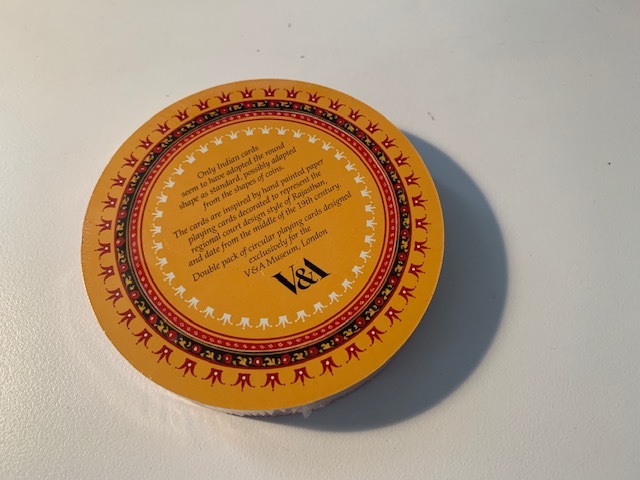 Only Indian cards
seem to have adopted the round
shape as standard, possibly adapted
from the shapes of coins.
The cards are inspired by hand painted paper
playing cards decorated to represent the
regional court design style of Rajasthan,
and date from the middle of the 19th century.
Double pack of circular playing cards designed
exclusively for the
V&A Museum, London
V&A